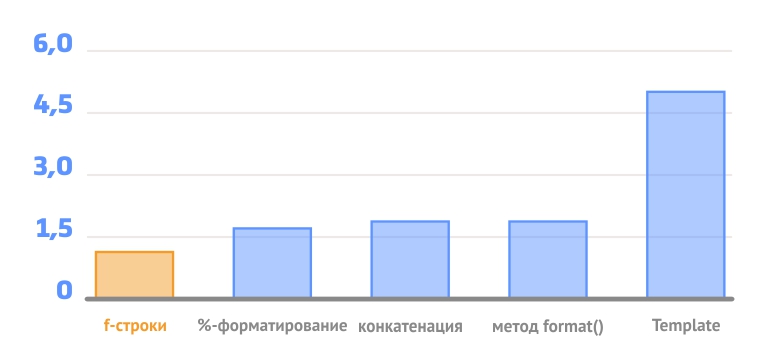 6,0
4,5
3,0
1,5
0
f-строки
%-форматирование
конкатенация
метод format()
Template